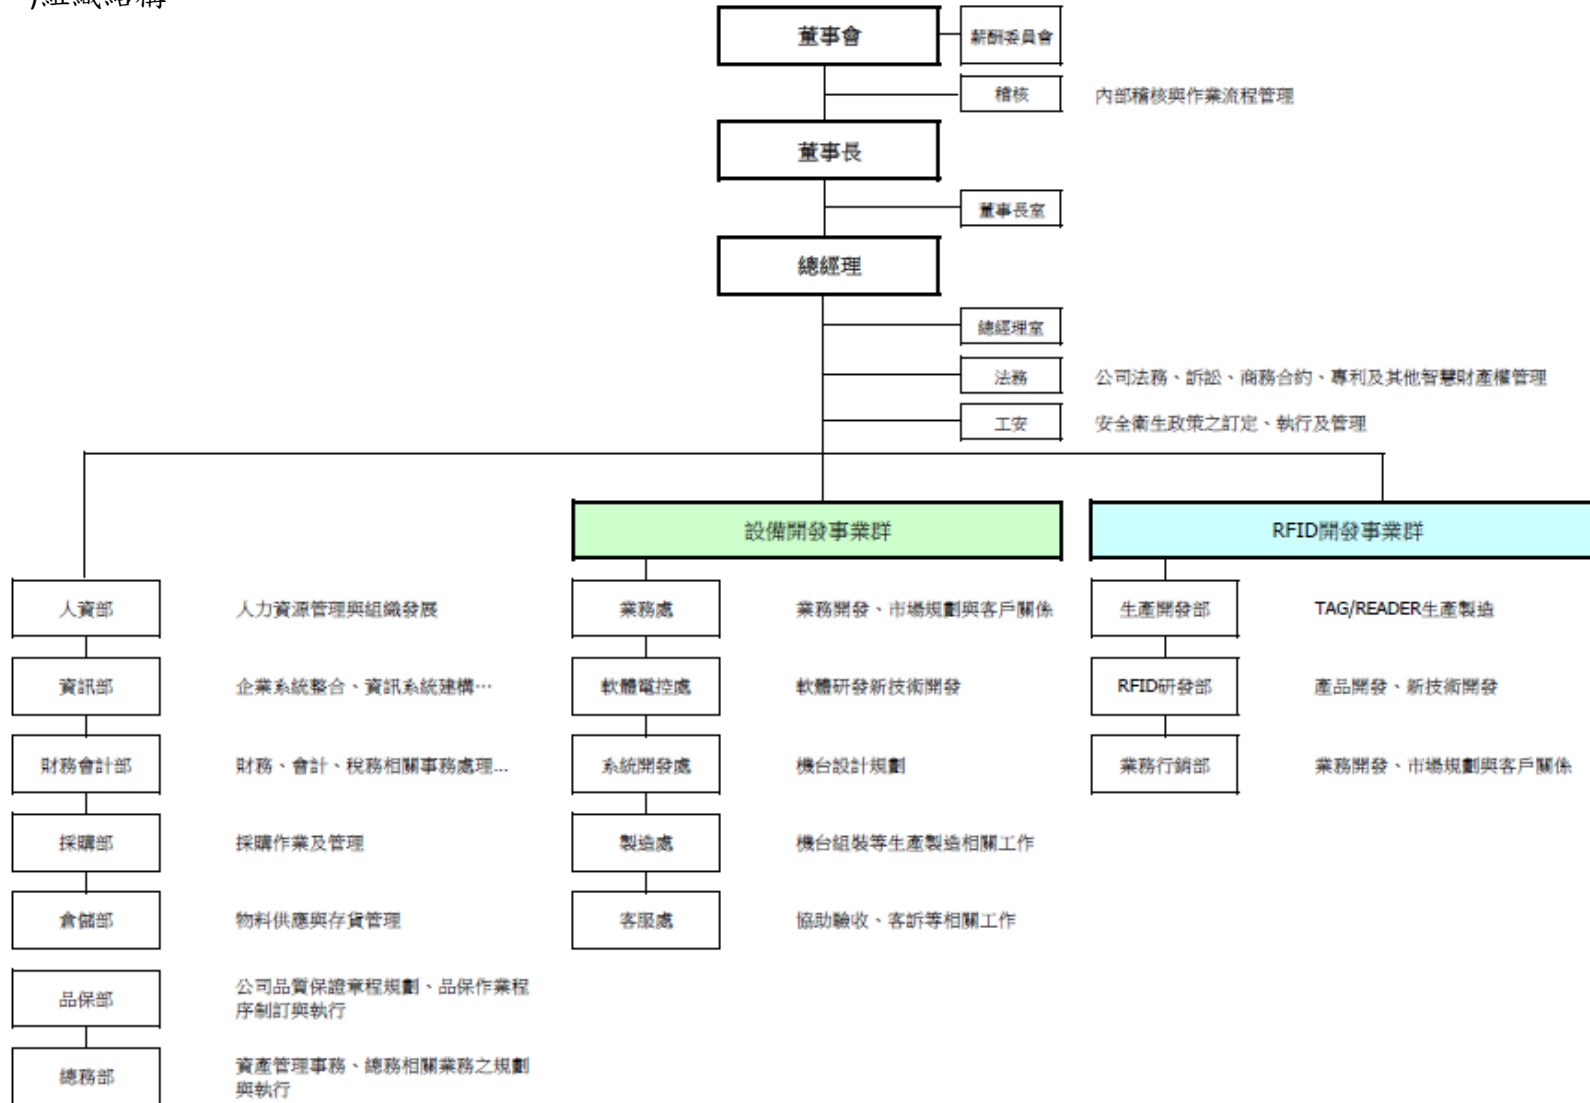 )組織結構
董事會
薪酬委員會
稽核
內部稽核與作業流程管理
董事長
董事長室
總經理
總經理室
法務
公司法務、訴訟、商務合約、專利及其他智慧財產權管理
工安
安全衛生政策之訂定、執行及管理
設備開發事業群
RFID開發事業群
人資部
人力資源管理與組織發展
業務處
業務開發、市場規劃與客戶關係
生產開發部
TAG/READER生產製造
資訊部
企業系統整合、資訊系統建構…
軟體電控處
軟體研發新技術開發
RFID研發部
產品開發、新技術開發
財務會計部
財務、會計、稅務相關事務處理...
系統開發處
機台設計規劃
業務行銷部
業務開發、市場規劃與客戶關係
採購部
採購作業及管理
製造處
機台組裝等生產製造相關工作
倉儲部
物料供應與存貨管理
客服處
協助驗收、客訴等相關工作
品保部
公司品質保證章程規劃、品保作業程
序制訂與執行
總務部
資產管理事務、總務相關業務之規劃
與執行